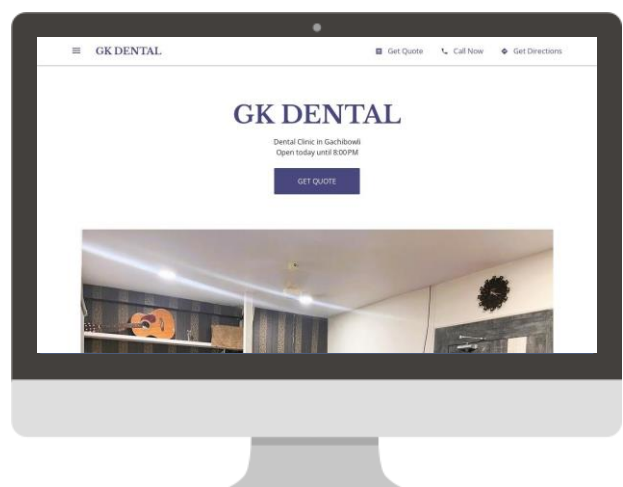 GK DENTAL
Get Quote
Call Now
Get Directions
GK DENTAL
Dental Clinic in Gachibowli
Open today until 8:00 PM
GET QUOTE